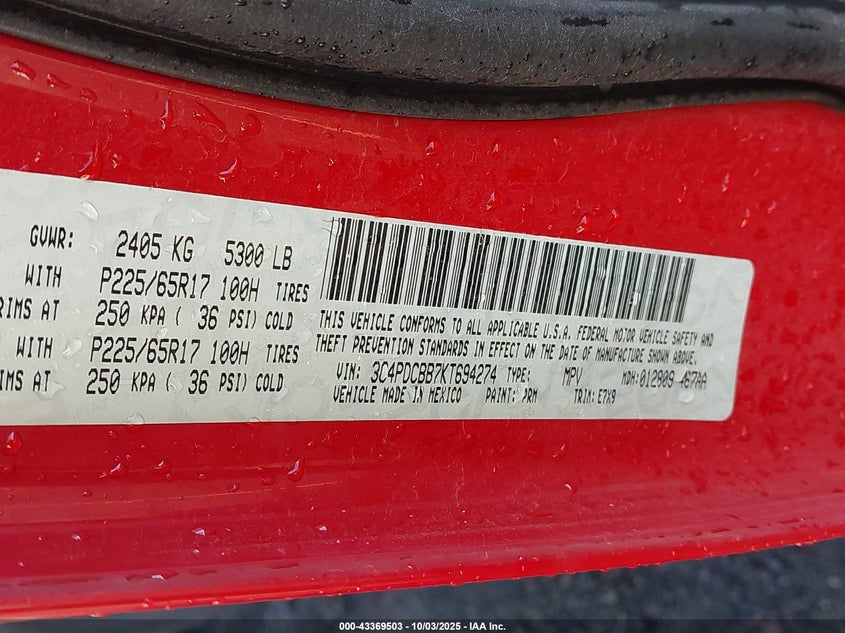 GVWR: 2405 KG 5300 LB
WITH P225/65R17 100H TIRES
RIMS AT 250 KPA ( 36 PSI) COLD
WITH P225/65R17 100H TIRES
IMS AT 250 KPA ( 36 PSI) COLD
THIS VEHICLE CONFORMS TO ALL APPLICABLE U.S.A. FEDERAL MOTOR VEHICLE SAFETY AND
THEFT PREVENTION STANDARDS IN EFFECT ON THE DATE OF MANUFACTURE SHOWN ABOVE.
VIN: 3C4PDCBB7KT694274 TYPE: MPV MDH: 012809
VEHICLE MADE IN MEXICO PAINT: PRM TRIM: E7X9
000-43369503 - 10/03/2025 - IAA Inc.